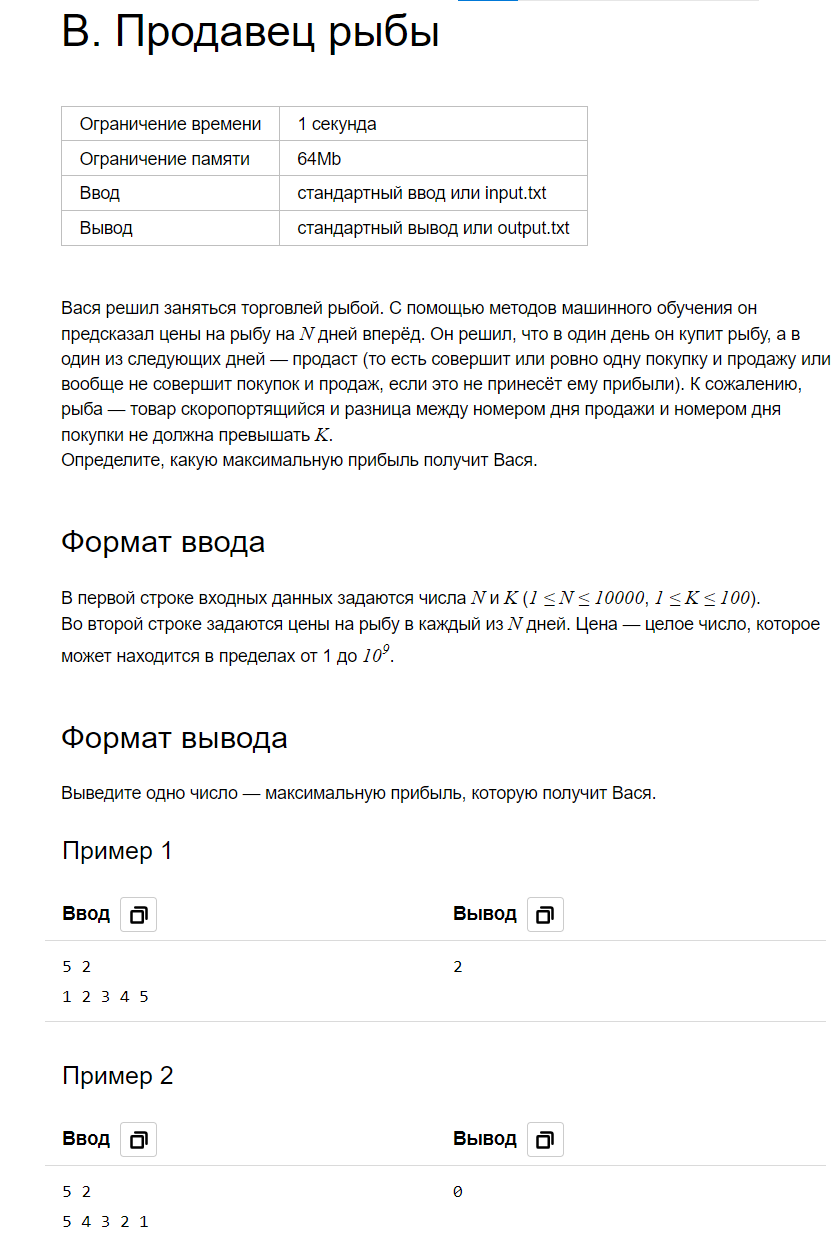 B. Продавец рыбы
Ограничение времени 1 секунда
Ограничение памяти 64Mb
Ввод стандартный ввод или input.txt
Вывод стандартный вывод или output.txt
Вася решил заняться торговлей рыбой. С помощью методов машинного обучения он
предсказал цены на рыбу на N дней вперёд. Он решил, что в один день он купит рыбу, а в
один из следующих дней — продаст (то есть совершит или ровно одну покупку и продажу или
вообще не совершит покупок и продаж, если это не принесёт ему прибыли). К сожалению,
рыба — товар скоропортящийся и разница между номером дня продажи и номером дня
покупки не должна превышать K.
Определите, какую максимальную прибыль получит Вася.
Формат ввода
В первой строке входных данных задаются числа N и K (1 ≤ N ≤ 10000, 1 ≤ K ≤ 100).
Во второй строке задаются цены на рыбу в каждый из N дней. Цена — целое число, которое
может находится в пределах от 1 до 10⁹.
Формат вывода
Выведите одно число — максимальную прибыль, которую получит Вася.
Пример 1
Ввод Вывод
5 2 2
1 2 3 4 5
Пример 2
Ввод Вывод
5 2 0
5 4 3 2 1